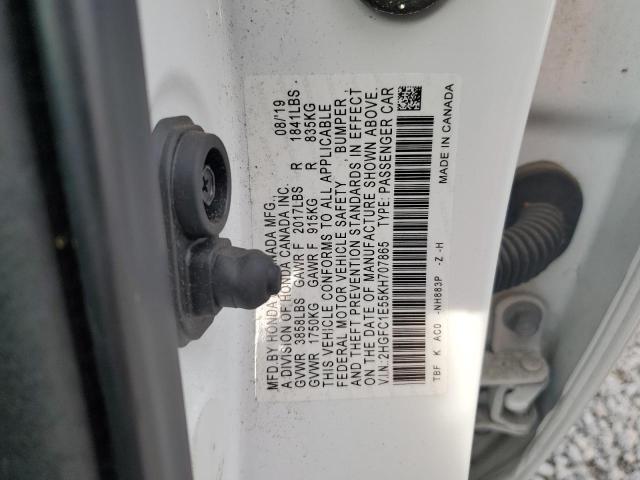 MFD.BY HONDA CANADA MFG., 08/'19
A DIVISION OF HONDA CANADA INC.
GVWR 3858LBS GAWR F 2017LBS R 1841LBS
GVWR 1750KG GAWR F 915KG R 835KG
THIS VEHICLE CONFORMS TO ALL APPLICABLE
FEDERAL MOTOR VEHICLE SAFETY, BUMPER,
AND THEFT PREVENTION STANDARDS IN EFFECT
ON THE DATE OF MANUFACTURE SHOWN ABOVE.
V.I.N.: 2HGFC1E55KH707865 TYPE: PASSENGER CAR
TBF K AC0 -NH883P -Z -H
MADE IN CANADA